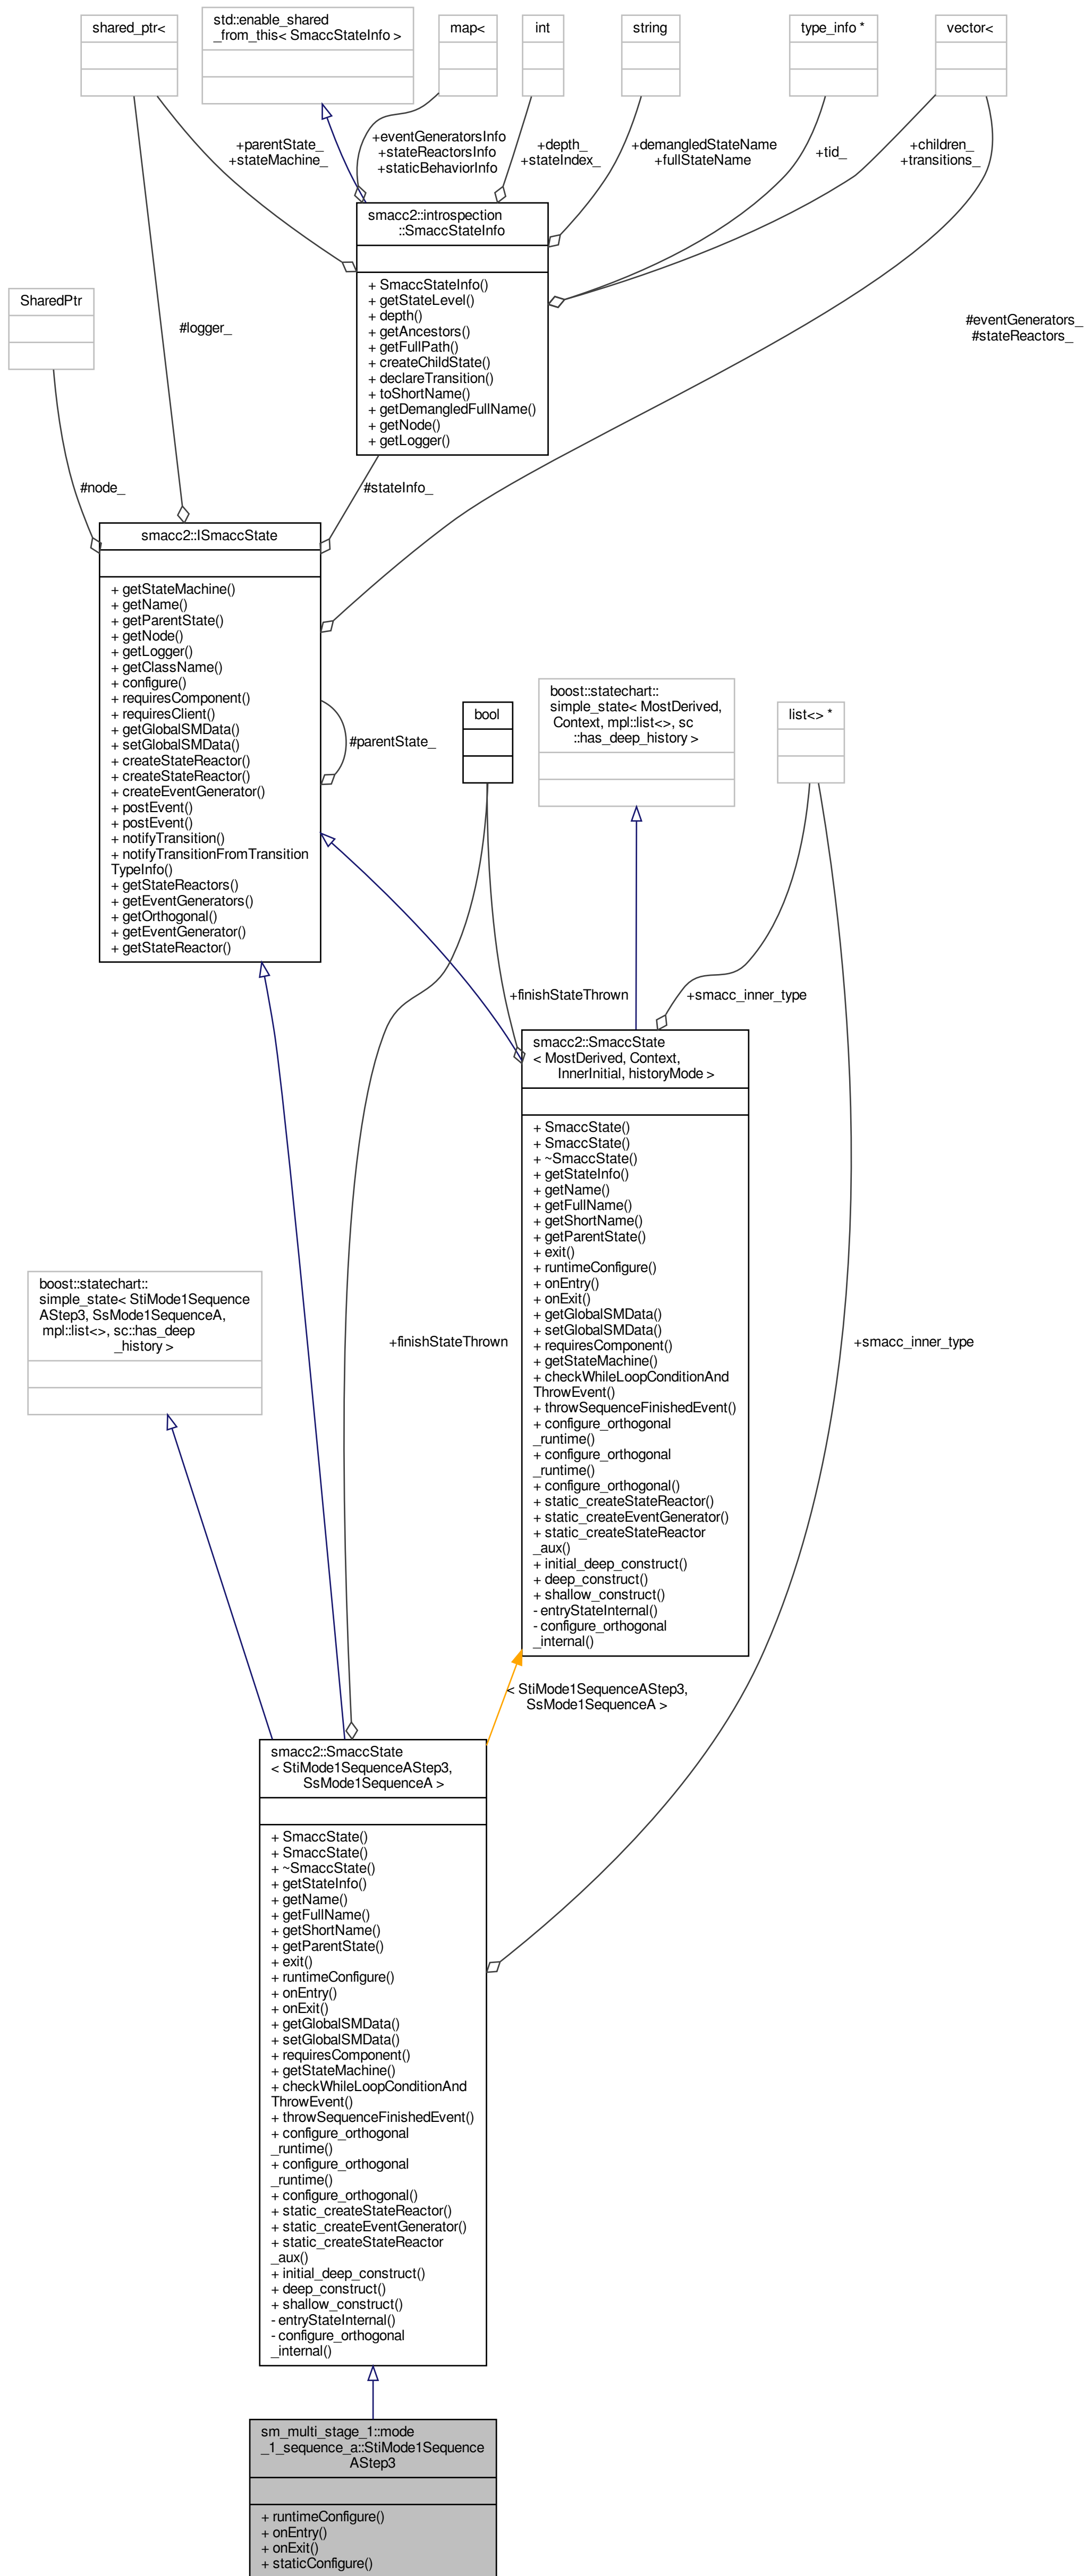 shared_ptr<
std::enable_shared
_from_this< SmaccStateInfo >
map<
int
string
type_info *
vector<
+parentState_
+stateMachine_
+eventGeneratorsInfo
+stateReactorsInfo
+staticBehaviorInfo
+depth_
+stateIndex_
+demangledStateName
+fullStateName
+tid_
+children_
+transitions_
smacc2::introspection
::SmaccStateInfo
+ SmaccStateInfo()
+ getStateLevel()
+ depth()
+ getAncestors()
+ getFullPath()
+ createChildState()
+ declareTransition()
+ toShortName()
+ getDemangledFullName()
+ getNode()
+ getLogger()
SharedPtr
#logger_
#eventGenerators_
#stateReactors_
#node_
#stateInfo_
smacc2::ISmaccState
+ getStateMachine()
+ getName()
+ getParentState()
+ getNode()
+ getLogger()
+ getClassName()
+ configure()
+ requiresComponent()
+ requiresClient()
+ getGlobalSMData()
+ setGlobalSMData()
+ createStateReactor()
+ createStateReactor()
+ createEventGenerator()
+ postEvent()
+ postEvent()
+ notifyTransition()
+ notifyTransitionFromTransition
TypeInfo()
+ getStateReactors()
+ getEventGenerators()
+ getOrthogonal()
+ getEventGenerator()
+ getStateReactor()
#parentState_
bool
boost::statechart::
simple_state< MostDerived,
Context, mpl::list<>, sc
::has_deep_history >
list<> *
+finishStateThrown
+smacc_inner_type
smacc2::SmaccState
< MostDerived, Context,
InnerInitial, historyMode >
+ SmaccState()
+ SmaccState()
+ ~SmaccState()
+ getStateInfo()
+ getName()
+ getFullName()
+ getShortName()
+ getParentState()
+ exit()
+ runtimeConfigure()
+ onEntry()
+ onExit()
+ getGlobalSMData()
+ setGlobalSMData()
+ requiresComponent()
+ getStateMachine()
+ checkWhileLoopConditionAnd
ThrowEvent()
+ throwSequenceFinishedEvent()
+ configure_orthogonal
_runtime()
+ configure_orthogonal
_runtime()
+ configure_orthogonal()
+ static_createStateReactor()
+ static_createEventGenerator()
+ static_createStateReactor
_aux()
+ initial_deep_construct()
+ deep_construct()
+ shallow_construct()
- entryStateInternal()
- configure_orthogonal
_internal()
boost::statechart::
simple_state< StiMode1Sequence
AStep3, SsMode1SequenceA,
mpl::list<>, sc::has_deep
_history >
+finishStateThrown
+smacc_inner_type
< StiMode1SequenceAStep3,
SsMode1SequenceA >
smacc2::SmaccState
< StiMode1SequenceAStep3,
SsMode1SequenceA >
+ SmaccState()
+ SmaccState()
+ ~SmaccState()
+ getStateInfo()
+ getName()
+ getFullName()
+ getShortName()
+ getParentState()
+ exit()
+ runtimeConfigure()
+ onEntry()
+ onExit()
+ getGlobalSMData()
+ setGlobalSMData()
+ requiresComponent()
+ getStateMachine()
+ checkWhileLoopConditionAnd
ThrowEvent()
+ throwSequenceFinishedEvent()
+ configure_orthogonal
_runtime()
+ configure_orthogonal
_runtime()
+ configure_orthogonal()
+ static_createStateReactor()
+ static_createEventGenerator()
+ static_createStateReactor
_aux()
+ initial_deep_construct()
+ deep_construct()
+ shallow_construct()
- entryStateInternal()
- configure_orthogonal
_internal()
sm_multi_stage_1::mode
_1_sequence_a::StiMode1Sequence
AStep3
+ runtimeConfigure()
+ onEntry()
+ onExit()
+ staticConfigure()